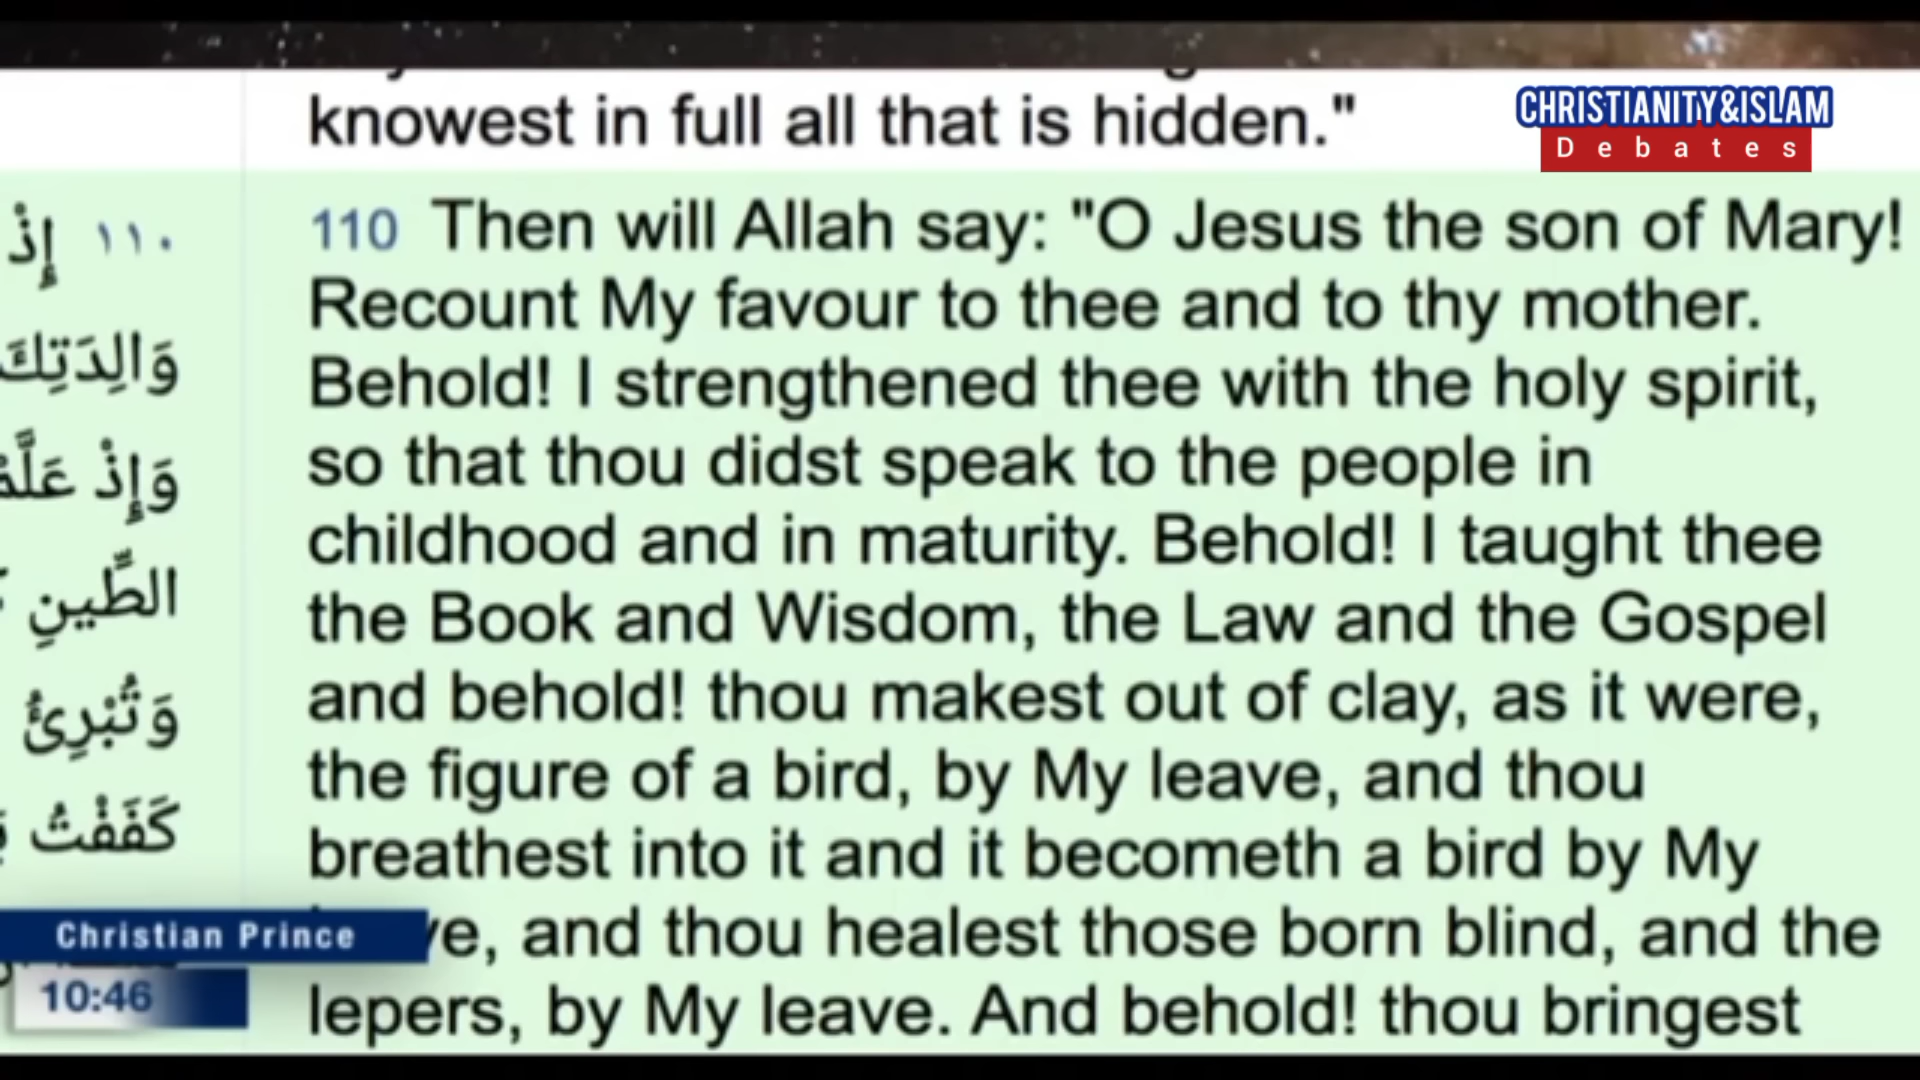 knowest in full all that is hidden."
CHRISTIANITY&ISLAM
Debates
110 Then will Allah say: "O Jesus the son of Mary!
Recount My favour to thee and to thy mother.
Behold! I strengthened thee with the holy spirit,
so that thou didst speak to the people in
childhood and in maturity. Behold! I taught thee
the Book and Wisdom, the Law and the Gospel
and behold! thou makest out of clay, as it were,
the figure of a bird, by My leave, and thou
breathest into it and it becometh a bird by My
and thou healest those born blind, and the
lepers, by My leave. And behold! thou bringest
١١٠ إِذْ
وَالِدَتِكَ
وَإِذْ
الطِّينِ
وَتُبْرِئُ
كَفَفْتُ
Christian Prince
10:46